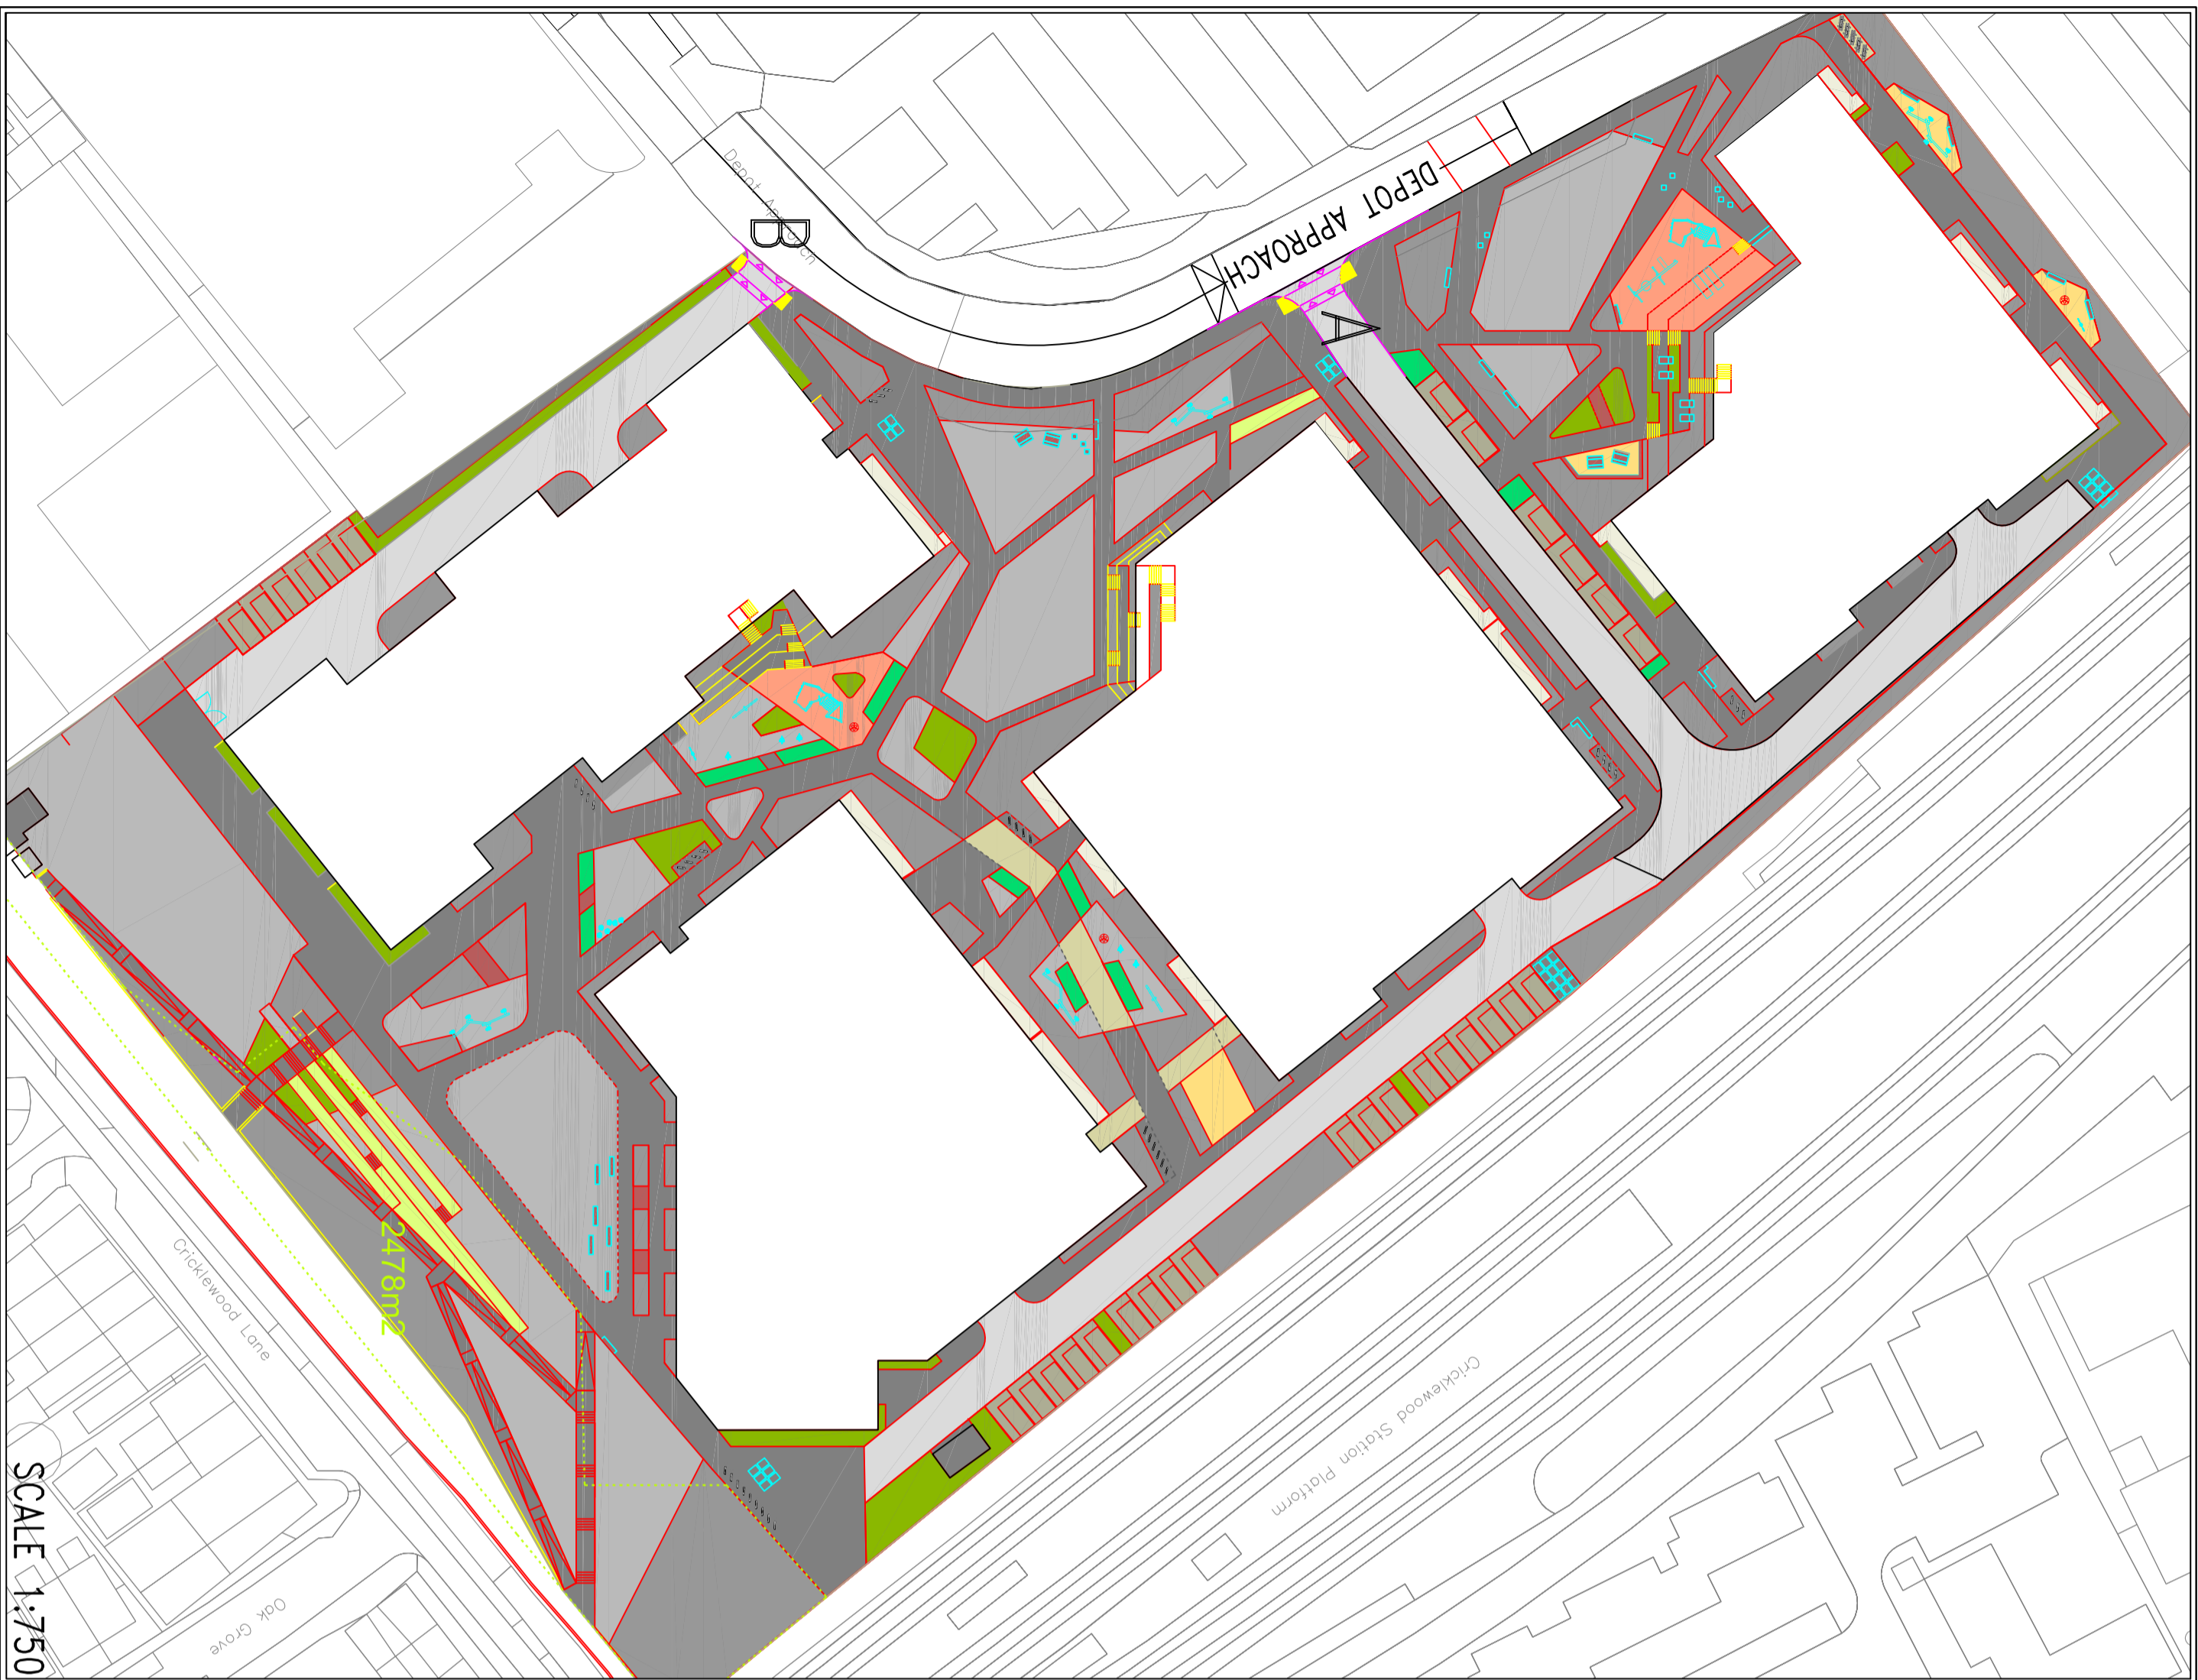 Depot Approach
B
DEPOT APPROACH
A
2478m2
Cricklewood Lane
Cricklewood Station Platform
Oak Grove
SCALE 1:750